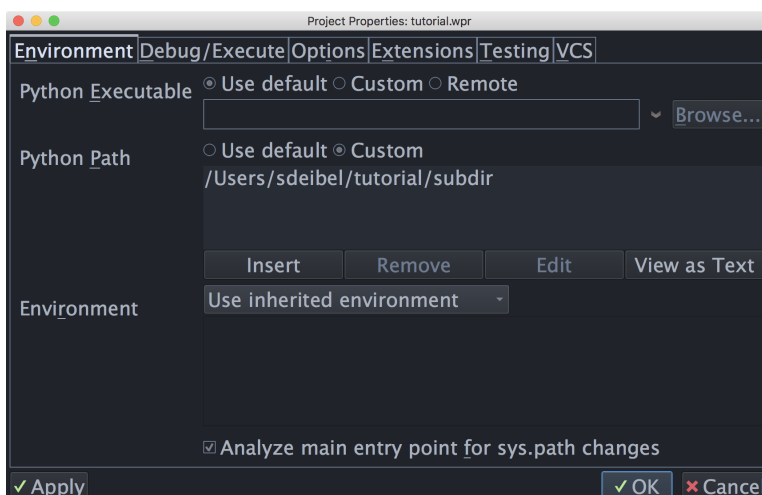 Project Properties: tutorial.wpr
Environment Debug/Execute Options Extensions Testing VCS
Python Executable Use default Custom Remote
Browse...
Python Path Use default Custom
/Users/sdeibel/tutorial/subdir
Insert Remove Edit View as Text
Environment Use inherited environment
Analyze main entry point for sys.path changes
Apply OK Cance